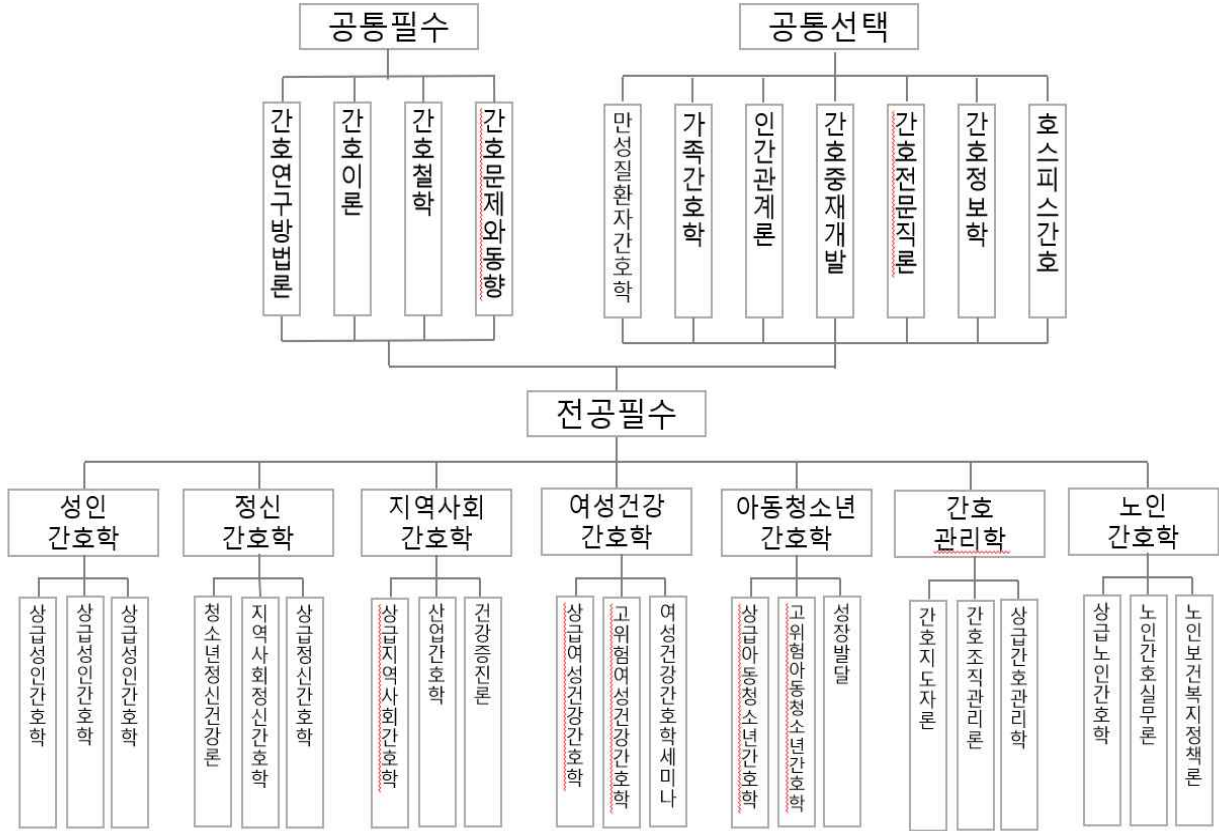 공통필수
공통선택
간호연구방법론
간호이론
간호철학
간호문제와동향
만성질환자간호학
가족간호학
인간관계론
간호중재개발
간호전문직론
간호정보학
호스피스간호
전공필수
성인
간호학
정신
간호학
지역사회
간호학
여성건강
간호학
아동청소년
간호학
간호
관리학
노인
간호학
상급성인간호학
상급성인간호학
상급성인간호학
청소년정신건강론
지역사회정신간호학
상급정신간호학
상급지역사회간호학
산업간호학
건강증진론
상급여성건강간호학
고위험여성건강간호학
여성건강간호학세미나
상급아동청소년간호학
고위험아동청소년간호학
성장발달
간호지도자론
간호조직관리론
상급간호관리학
상급노인간호학
노인간호실무론
노인보건복지정책론